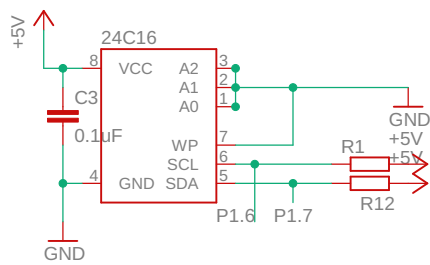 +5V
24C16
8 VCC A2 3
A1 2
A0 1
C3
0.1uF
WP 7
SCL 6
4 GND SDA 5
GND
+5V
+5V
R1
R12
P1.6 P1.7
GND